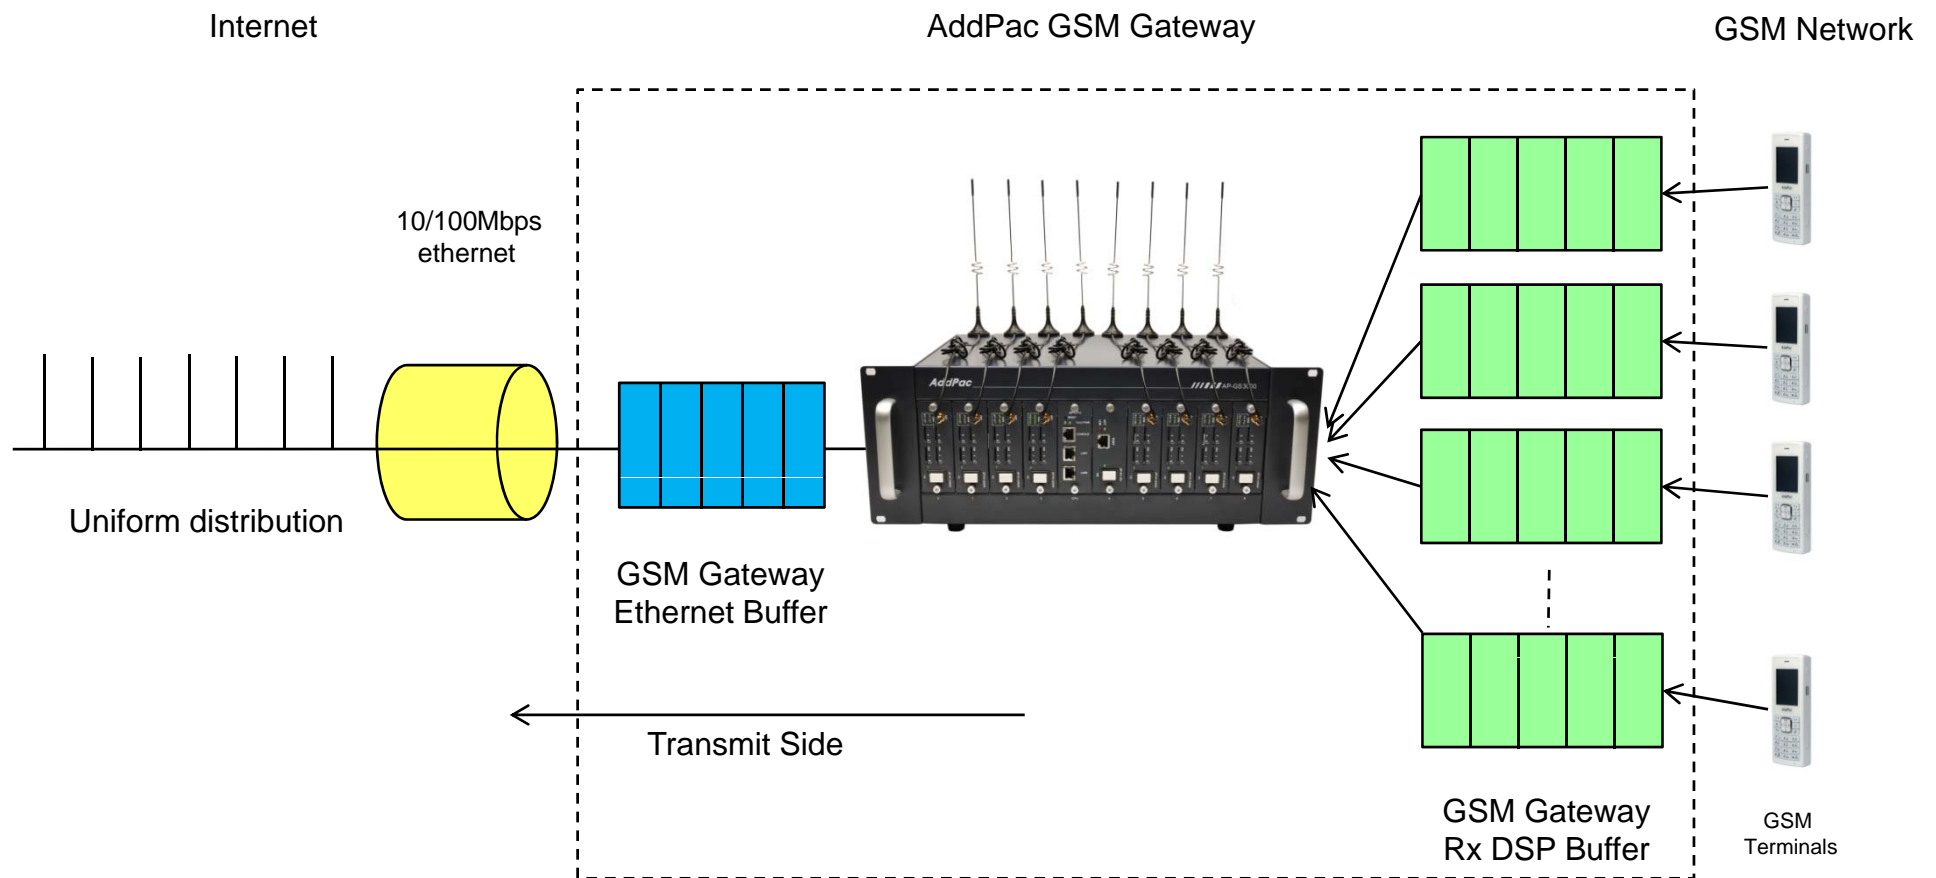 Internet
AddPac GSM Gateway
GSM Network
10/100Mbps
ethernet
AddPac
Uniform distribution
GSM Gateway
Ethernet Buffer
Transmit Side
GSM Gateway
Rx DSP Buffer
GSM
Terminals